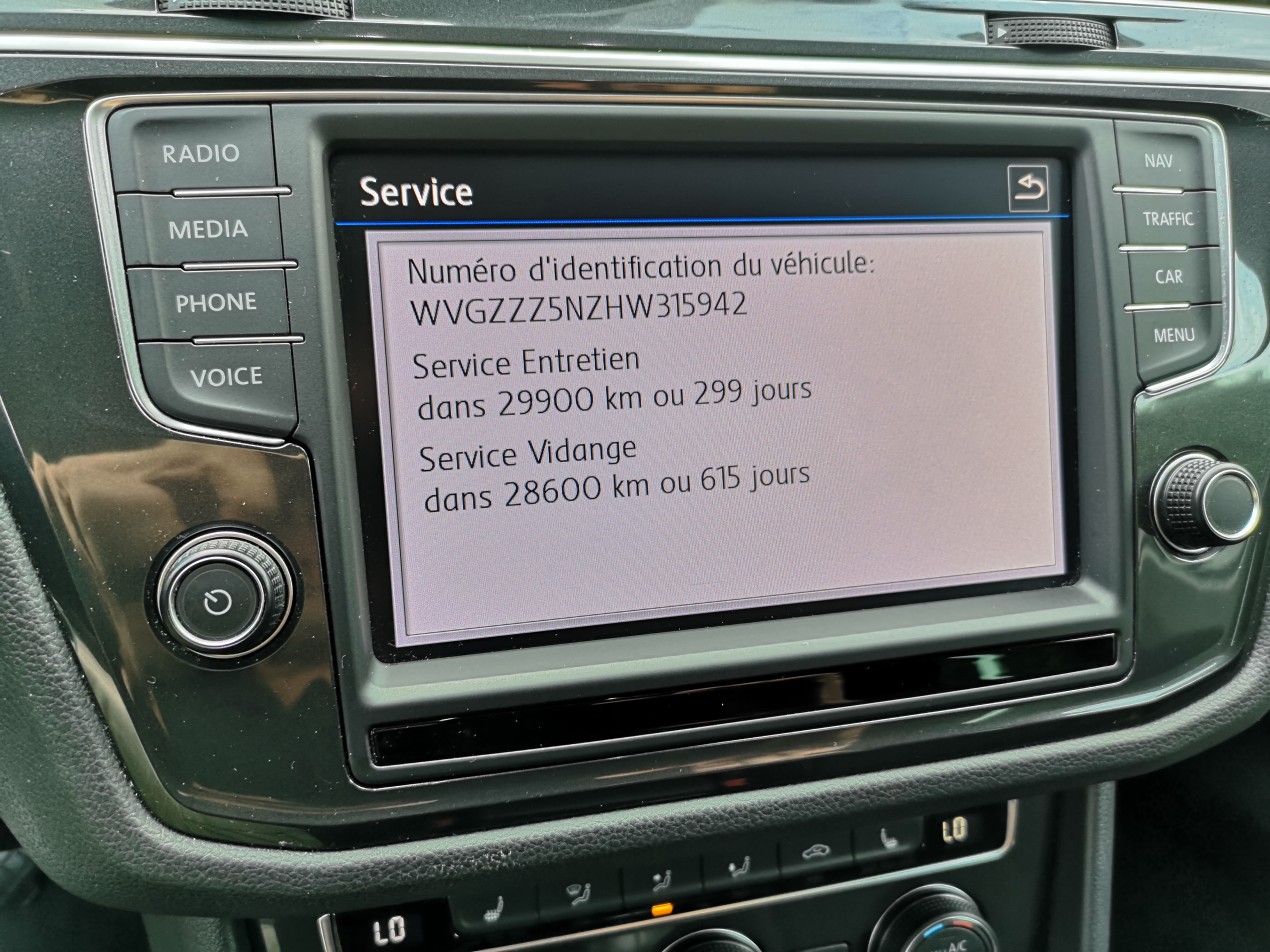 RADIO
MEDIA
PHONE
VOICE
Service
Numéro d'identification du véhicule:
WVGZZZ5NZHW315942
Service Entretien
dans 29900 km ou 299 jours
Service Vidange
dans 28600 km ou 615 jours
NAV
TRAFFIC
CAR
MENU
LO
LO
A/C